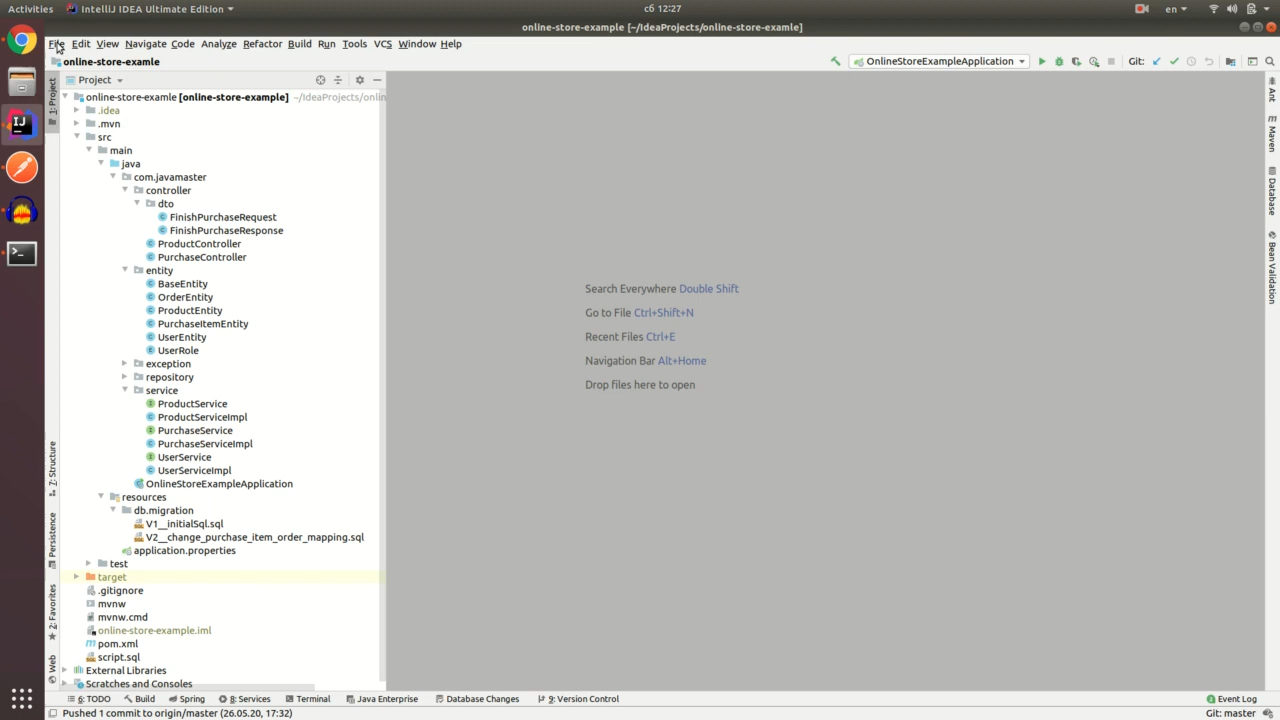 Activities IntelliJ IDEA Ultimate Edition сб 12:27 en
online-store-example [~/IdeaProjects/online-store-example]
File Edit View Navigate Code Analyze Refactor Build Run Tools VCS Window Help
online-store-examle OnlineStoreExampleApplication Git:
1: Project
Project
online-store-examle [online-store-example] ~/IdeaProjects/onlin
.idea
.mvn
src
main
java
com.javamaster
controller
dto
FinishPurchaseRequest
FinishPurchaseResponse
ProductController
PurchaseController
entity
BaseEntity
OrderEntity
ProductEntity
PurchaseItemEntity
UserEntity
UserRole
exception
repository
service
ProductService
ProductServiceImpl
PurchaseService
PurchaseServiceImpl
UserService
UserServiceImpl
OnlineStoreExampleApplication
resources
db.migration
V1__initialSql.sql
V2__change_purchase_item_order_mapping.sql
application.properties
test
target
.gitignore
mvnw
mvnw.cmd
online-store-example.iml
pom.xml
script.sql
External Libraries
Scratches and Consoles
7: Structure
Persistence
2: Favorites
Web
Search Everywhere Double Shift
Go to File Ctrl+Shift+N
Recent Files Ctrl+E
Navigation Bar Alt+Home
Drop files here to open
Ant
Maven
Database
Bean Validation
6: TODO Build Spring 8: Services Terminal Java Enterprise Database Changes 9: Version Control Event Log
Pushed 1 commit to origin/master (26.05.20, 17:32) Git: master